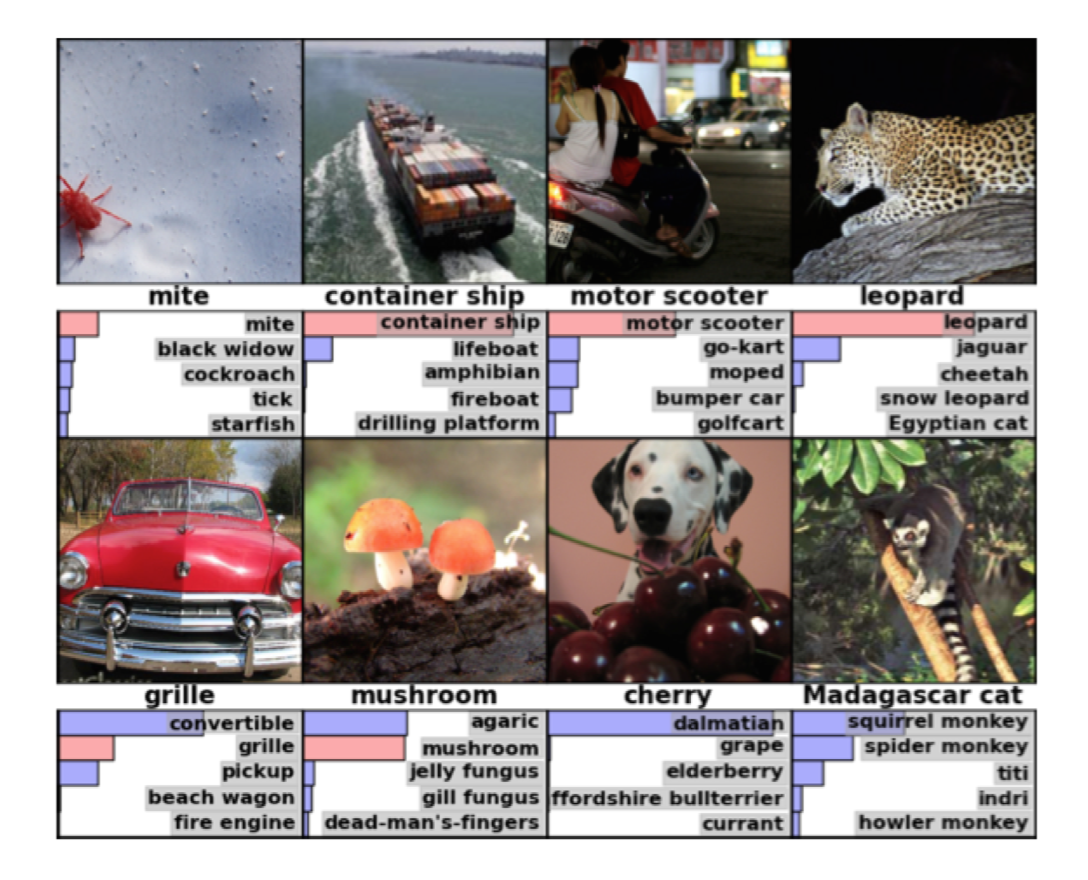 mite
container ship
motor scooter
leopard
mite
black widow
cockroach
tick
starfish
container ship
lifeboat
amphibian
fireboat
drilling platform
motor scooter
go-kart
moped
bumper car
golfcart
leopard
jaguar
cheetah
snow leopard
Egyptian cat
grille
mushroom
cherry
Madagascar cat
convertible
grille
pickup
beach wagon
fire engine
agaric
mushroom
jelly fungus
gill fungus
dead-man's-fingers
dalmatian
grape
elderberry
ffordshire bullterrier
currant
squirrel monkey
spider monkey
titi
indri
howler monkey